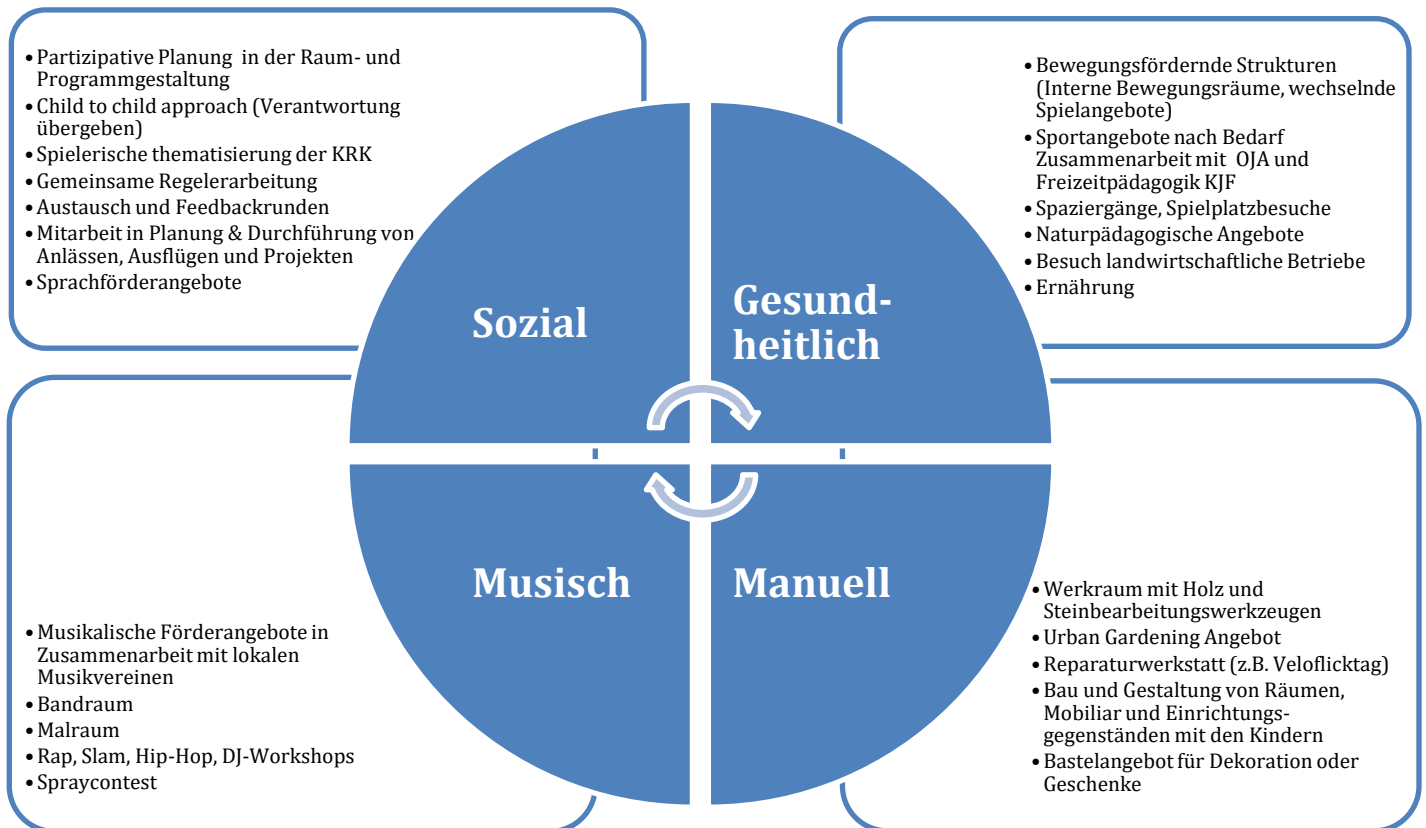 • Partizipative Planung in der Raum- und
Programmgestaltung
• Child to child approach (Verantwortung
übergeben)
• Spielerische thematisierung der KRK
• Gemeinsame Regelerarbeitung
• Austausch und Feedbackrunden
• Mitarbeit in Planung & Durchführung von
Anlässen, Ausflügen und Projekten
• Sprachförderangebote
• Bewegungsfördernde Strukturen
(Interne Bewegungsräume, wechselnde
Spielangebote)
• Sportangebote nach Bedarf
Zusammenarbeit mit OJA und
Freizeitpädagogik KJF
• Spaziergänge, Spielplatzbesuche
• Naturpädagogische Angebote
• Besuch landwirtschaftliche Betriebe
• Ernährung
Sozial
Gesund-
heitlich
Musisch
Manuell
• Musikalische Förderangebote in
Zusammenarbeit mit lokalen
Musikvereinen
• Bandraum
• Malraum
• Rap, Slam, Hip-Hop, DJ-Workshops
• Spraycontest
• Werkraum mit Holz und
Steinbearbeitungswerkzeugen
• Urban Gardening Angebot
• Reparaturwerkstatt (z.B. Veloflicktag)
• Bau und Gestaltung von Räumen,
Mobiliar und Einrichtungs-
gegenständen mit den Kindern
• Bastelangebot für Dekoration oder
Geschenke